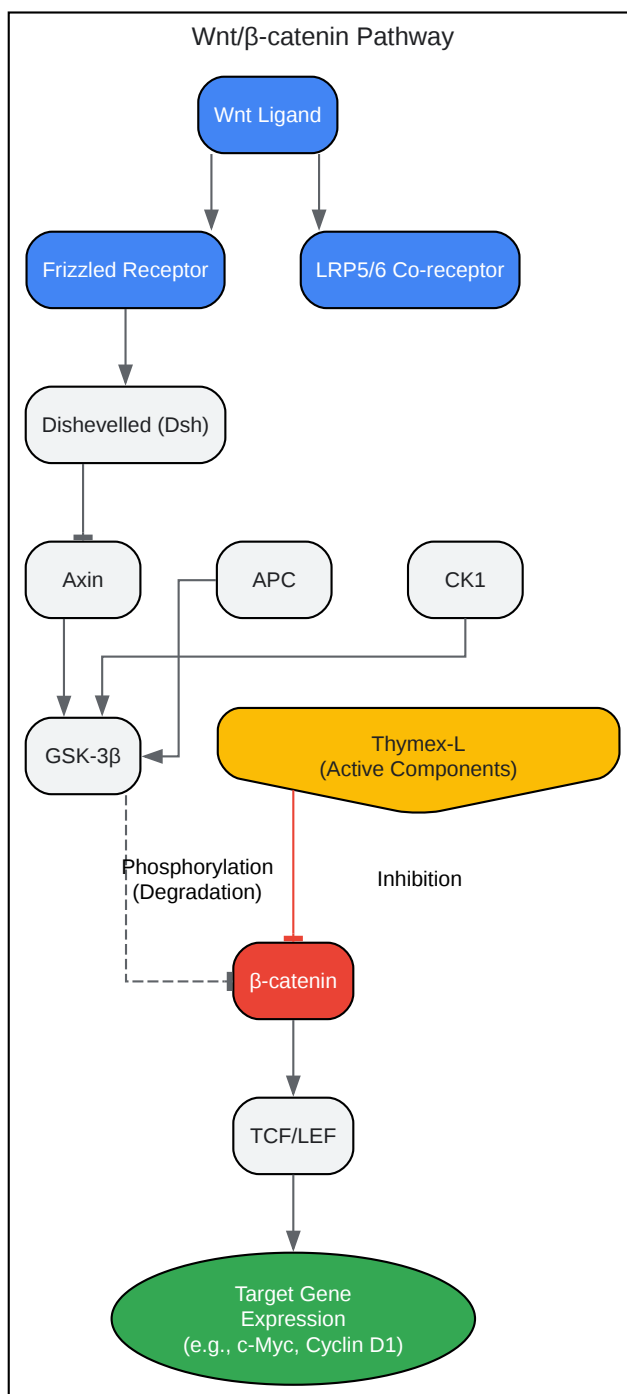 Wnt/β-catenin Pathway
Wnt Ligand
Frizzled Receptor
LRP5/6 Co-receptor
Dishevelled (Dsh)
Axin
APC
CK1
GSK-3β
Thymex-L
(Active Components)
Phosphorylation
(Degradation)
Inhibition
β-catenin
TCF/LEF
Target Gene
Expression
(e.g., c-Myc, Cyclin D1)